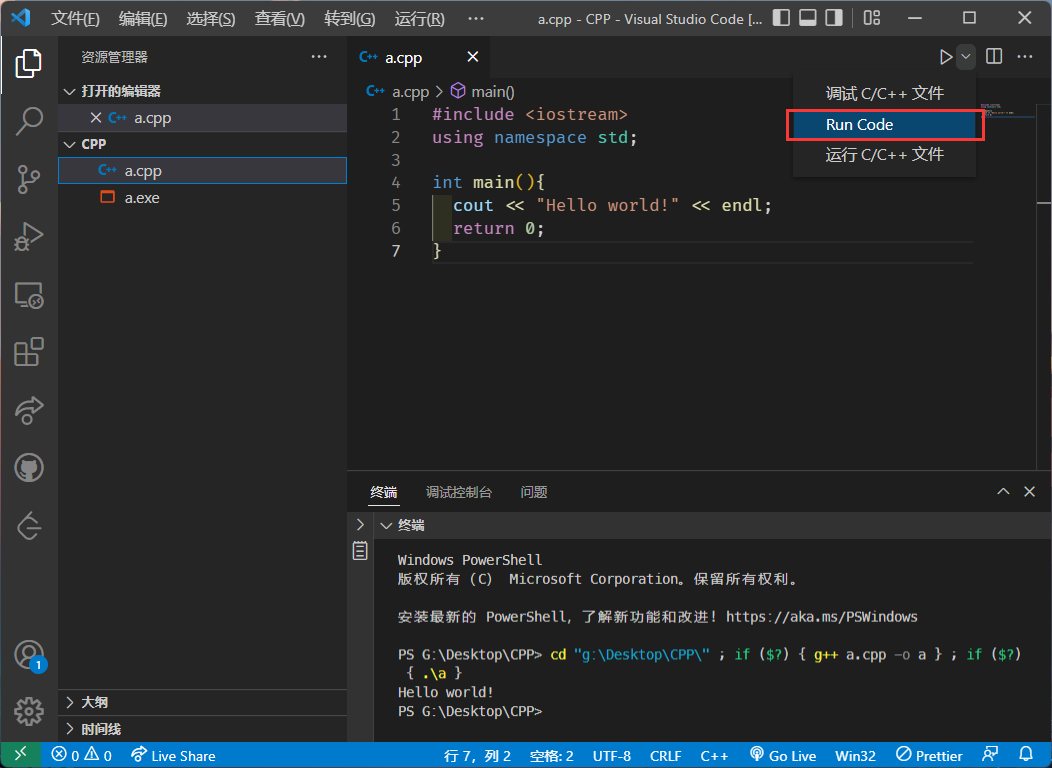 文件(F) 编辑(E) 选择(S) 查看(V) 转到(G) 运行(R) ··· a.cpp - CPP - Visual Studio Code [...
资源管理器 ···
打开的编辑器
a.cpp
CPP
a.cpp
a.exe
大纲
时间线
a.cpp
a.cpp > main()
1 #include <iostream>
2 using namespace std;
3
4 int main(){
5 cout << "Hello world!" << endl;
6 return 0;
7 }
调试 C/C++ 文件
Run Code
运行 C/C++ 文件
终端 调试控制台 问题
终端
Windows PowerShell
版权所有 (C) Microsoft Corporation。保留所有权利。
安装最新的 PowerShell，了解新功能和改进！https://aka.ms/PSWindows
PS G:\Desktop\CPP> cd "g:\Desktop\CPP\" ; if ($?) { g++ a.cpp -o a } ; if ($?)
{ .\a }
Hello world!
PS G:\Desktop\CPP>
1
0 0 Live Share 行 7，列 2 空格: 2 UTF-8 CRLF C++ Go Live Win32 Prettier